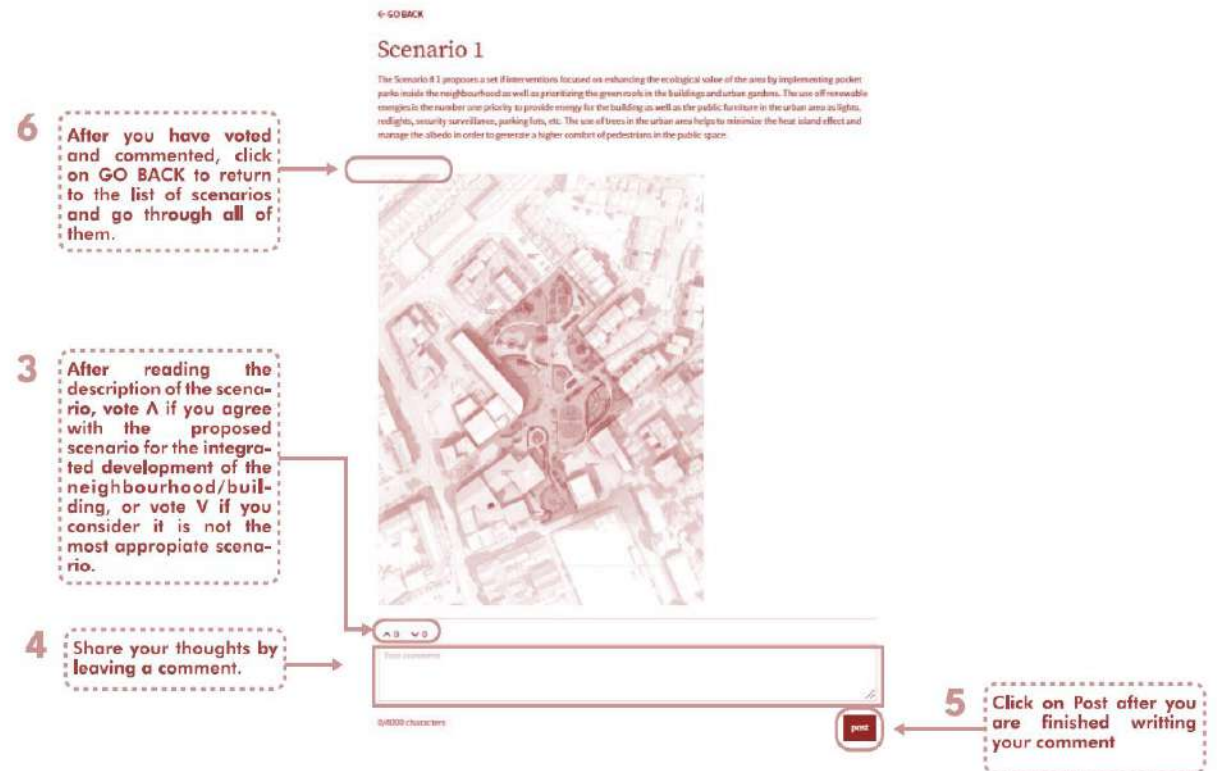 ← GO BACK
Scenario 1
The Scenario # 1 proposes a set if interventions focused on enhancing the ecological value of the area by implementing pocket
parks inside the neighbourhood as well as prioritizing the green roofs in the buildings and urban gardens. The use off renewable
energies is the number one priority to provide energy for the building as well as the public furniture in the urban area as lights,
redlights, security surveillance, parking lots, etc. The use of trees in the urban area helps to minimize the heat island effect and
manage the albedo in order to generate a higher comfort of pedestrians in the public space.
6
After you have voted
and commented, click
on GO BACK to return
to the list of scenarios
and go through all of
them.
3
After reading the
description of the scena-
rio, vote Λ if you agree
with the proposed
scenario for the integra-
ted development of the
neighbourhood/buil-
ding, or vote V if you
consider it is not the
most appropiate scena-
rio.
0 0
4
Share your thoughts by
leaving a comment.
Your comment
0/8000 characters
post
5
Click on Post after you
are finished writting
your comment